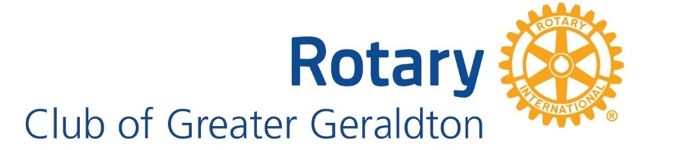 Rotary
Club of Greater Geraldton
ROTARY
INTERNATIONAL
®